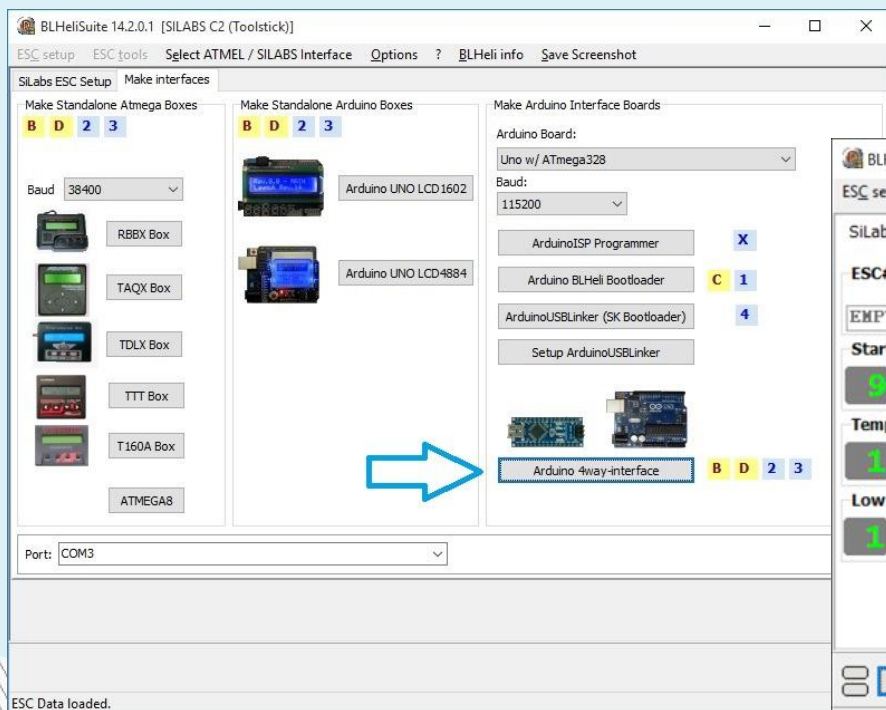 BLHeliSuite 14.2.0.1 [SILABS C2 (Toolstick)]
ESC setup ESC tools Select ATMEL / SILABS Interface Options ? BLHeli info Save Screenshot
SiLabs ESC Setup Make interfaces
Make Standalone Atmega Boxes
B D 2 3
Baud 38400
RBBX Box
TAQX Box
TDLX Box
TTT Box
T160A Box
ATMEGA8
Make Standalone Arduino Boxes
B D 2 3
Arduino UNO LCD1602
Arduino UNO LCD4884
Make Arduino Interface Boards
Arduino Board:
Uno w/ ATmega328
Baud:
115200
ArduinoISP Programmer X
Arduino BLHeli Bootloader C 1
ArduinoUSBLinker (SK Bootloader) 4
Setup ArduinoUSBLinker
Arduino 4way-interface B D 2 3
Port: COM3
ESC Data loaded.
BLH
ESC se
SiLab
ESC#
EMP
Star
9
Temp
1
Low
1